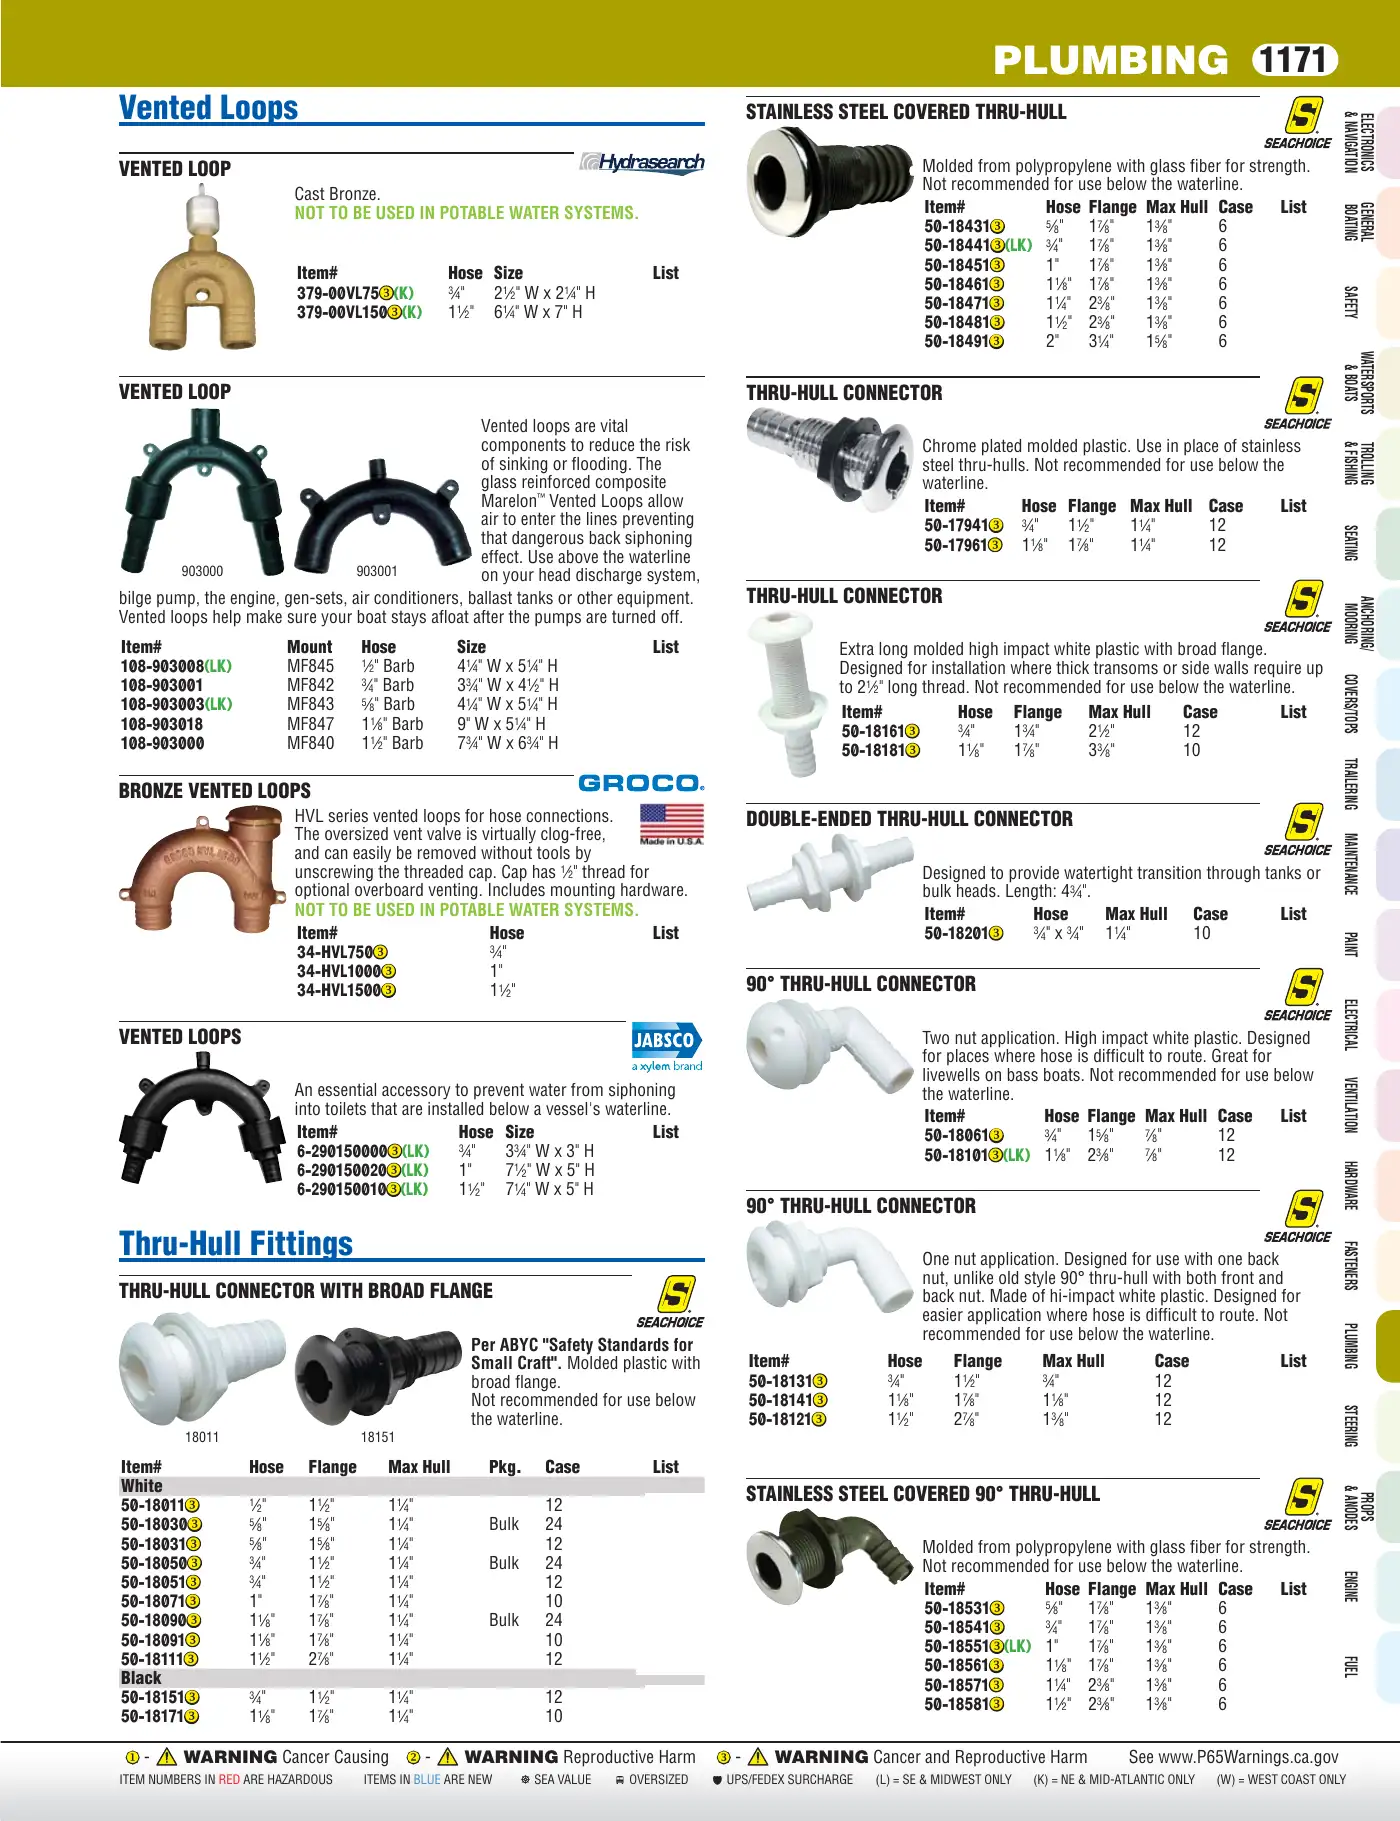 PLUMBING 1171
Vented Loops
VENTED LOOP
Hydrasearch
Cast Bronze.
NOT TO BE USED IN POTABLE WATER SYSTEMS.
Item# Hose Size List
379-00VL75③(K) ¾" 2½" W x 2¼" H
379-00VL150③(K) 1½" 6¼" W x 7" H
VENTED LOOP
903000 903001
Vented loops are vital
components to reduce the risk
of sinking or flooding. The
glass reinforced composite
Marelon™ Vented Loops allow
air to enter the lines preventing
that dangerous back siphoning
effect. Use above the waterline
on your head discharge system,
bilge pump, the engine, gen-sets, air conditioners, ballast tanks or other equipment.
Vented loops help make sure your boat stays afloat after the pumps are turned off.
Item# Mount Hose Size List
108-903008(LK) MF845 ½" Barb 4¼" W x 5¼" H
108-903001 MF842 ¾" Barb 3¾" W x 4½" H
108-903003(LK) MF843 ⅝" Barb 4¼" W x 5¼" H
108-903018 MF847 1⅛" Barb 9" W x 5¼" H
108-903000 MF840 1½" Barb 7¾" W x 6¾" H
BRONZE VENTED LOOPS
GROCO®
HVL series vented loops for hose connections.
The oversized vent valve is virtually clog-free,
and can easily be removed without tools by
unscrewing the threaded cap. Cap has ½" thread for
optional overboard venting. Includes mounting hardware.
Made in U.S.A.
NOT TO BE USED IN POTABLE WATER SYSTEMS.
Item# Hose List
34-HVL750③ ¾"
34-HVL1000③ 1"
34-HVL1500③ 1½"
VENTED LOOPS
JABSCO
a xylem brand
An essential accessory to prevent water from siphoning
into toilets that are installed below a vessel's waterline.
Item# Hose Size List
6-290150000③(LK) ¾" 3¾" W x 3" H
6-290150020③(LK) 1" 7½" W x 5" H
6-290150010③(LK) 1½" 7¼" W x 5" H
Thru-Hull Fittings
THRU-HULL CONNECTOR WITH BROAD FLANGE
SEACHOICE
18011 18151
Per ABYC "Safety Standards for
Small Craft". Molded plastic with
broad flange.
Not recommended for use below
the waterline.
Item# Hose Flange Max Hull Pkg. Case List
White
50-18011③ ½" 1½" 1¼" 12
50-18030③ ⅝" 1⅝" 1¼" Bulk 24
50-18031③ ⅝" 1⅝" 1¼" 12
50-18050③ ¾" 1½" 1¼" Bulk 24
50-18051③ ¾" 1½" 1¼" 12
50-18071③ 1" 1⅞" 1¼" 10
50-18090③ 1⅛" 1⅞" 1¼" Bulk 24
50-18091③ 1⅛" 1⅞" 1¼" 10
50-18111③ 1½" 2⅞" 1¼" 12
Black
50-18151③ ¾" 1½" 1¼" 12
50-18171③ 1⅛" 1⅞" 1¼" 10
STAINLESS STEEL COVERED THRU-HULL
SEACHOICE
Molded from polypropylene with glass fiber for strength.
Not recommended for use below the waterline.
Item# Hose Flange Max Hull Case List
50-18431③ ⅝" 1⅞" 1⅜" 6
50-18441③(LK) ¾" 1⅞" 1⅜" 6
50-18451③ 1" 1⅞" 1⅜" 6
50-18461③ 1⅛" 1⅞" 1⅜" 6
50-18471③ 1¼" 2⅜" 1⅜" 6
50-18481③ 1½" 2⅜" 1⅜" 6
50-18491③ 2" 3¼" 1⅝" 6
THRU-HULL CONNECTOR
SEACHOICE
Chrome plated molded plastic. Use in place of stainless
steel thru-hulls. Not recommended for use below the
waterline.
Item# Hose Flange Max Hull Case List
50-17941③ ¾" 1½" 1¼" 12
50-17961③ 1⅛" 1⅞" 1¼" 12
THRU-HULL CONNECTOR
SEACHOICE
Extra long molded high impact white plastic with broad flange.
Designed for installation where thick transoms or side walls require up
to 2½" long thread. Not recommended for use below the waterline.
Item# Hose Flange Max Hull Case List
50-18161③ ¾" 1¾" 2½" 12
50-18181③ 1⅛" 1⅞" 3⅜" 10
DOUBLE-ENDED THRU-HULL CONNECTOR
SEACHOICE
Designed to provide watertight transition through tanks or
bulk heads. Length: 4¾".
Item# Hose Max Hull Case List
50-18201③ ¾" x ¾" 1¼" 10
90° THRU-HULL CONNECTOR
SEACHOICE
Two nut application. High impact white plastic. Designed
for places where hose is difficult to route. Great for
livewells on bass boats. Not recommended for use below
the waterline.
Item# Hose Flange Max Hull Case List
50-18061③ ¾" 1⅝" ⅞" 12
50-18101③(LK) 1⅛" 2⅜" ⅞" 12
90° THRU-HULL CONNECTOR
SEACHOICE
One nut application. Designed for use with one back
nut, unlike old style 90° thru-hull with both front and
back nut. Made of hi-impact white plastic. Designed for
easier application where hose is difficult to route. Not
recommended for use below the waterline.
Item# Hose Flange Max Hull Case List
50-18131③ ¾" 1½" ¾" 12
50-18141③ 1⅛" 1⅞" 1⅛" 12
50-18121③ 1½" 2⅞" 1⅜" 12
STAINLESS STEEL COVERED 90° THRU-HULL
SEACHOICE
Molded from polypropylene with glass fiber for strength.
Not recommended for use below the waterline.
Item# Hose Flange Max Hull Case List
50-18531③ ⅝" 1⅞" 1⅜" 6
50-18541③ ¾" 1⅞" 1⅜" 6
50-18551③(LK) 1" 1⅞" 1⅜" 6
50-18561③ 1⅛" 1⅞" 1⅜" 6
50-18571③ 1¼" 2⅜" 1⅜" 6
50-18581③ 1½" 2⅜" 1⅜" 6
ELECTRONICS
& NAVIGATION
GENERAL
BOATING
SAFETY
WATERSPORTS
& BOATS
TROLLING
& FISHING
SEATING
ANCHORING/
MOORING
COVERS/TOPS
TRAILERING
MAINTENANCE
PAINT
ELECTRICAL
VENTILATION
HARDWARE
FASTENERS
PLUMBING
STEERING
PROPS
& ANODES
ENGINE
FUEL
① - ⚠ WARNING Cancer Causing ② - ⚠ WARNING Reproductive Harm ③ - ⚠ WARNING Cancer and Reproductive Harm See www.P65Warnings.ca.gov
ITEM NUMBERS IN RED ARE HAZARDOUS ITEMS IN BLUE ARE NEW SEA VALUE OVERSIZED UPS/FEDEX SURCHARGE (L) = SE & MIDWEST ONLY (K) = NE & MID-ATLANTIC ONLY (W) = WEST COAST ONLY